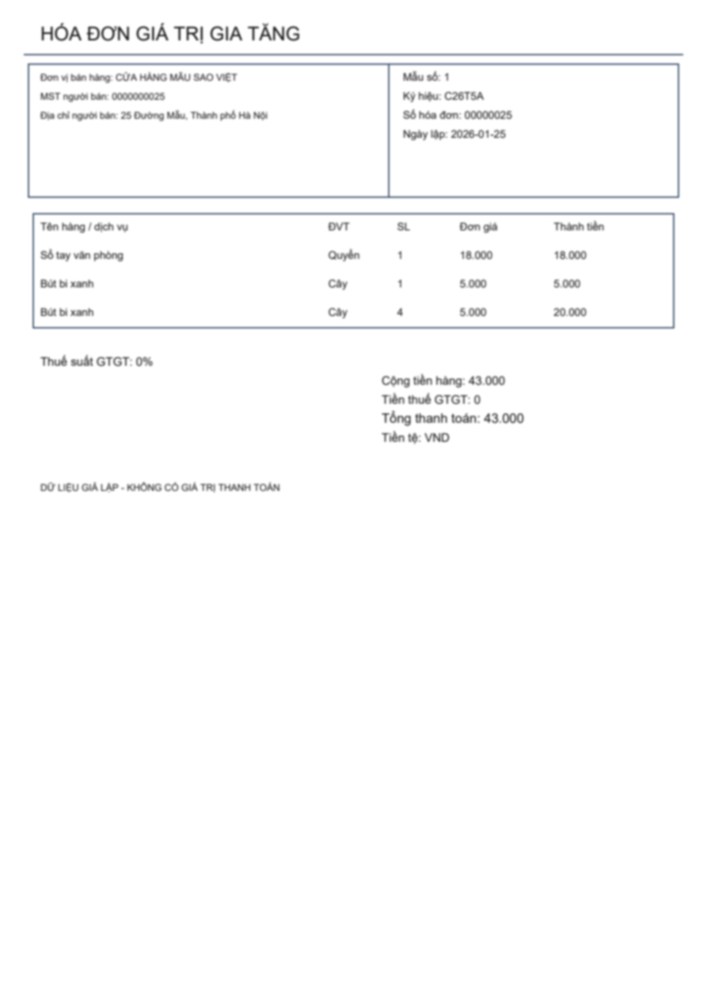 HÓA ĐƠN GIÁ TRỊ GIA TĂNG
Đơn vị bán hàng: CỬA HÀNG MẪU SAO VIỆT
MST người bán: 0000000025
Địa chỉ người bán: 25 Đường Mẫu, Thành phố Hà Nội
Mẫu số: 1
Ký hiệu: C26T5A
Số hóa đơn: 00000025
Ngày lập: 2026-01-25
Tên hàng / dịch vụ ĐVT SL Đơn giá Thành tiền
Sổ tay văn phòng Quyển 1 18.000 18.000
Bút bi xanh Cây 1 5.000 5.000
Bút bi xanh Cây 4 5.000 20.000
Thuế suất GTGT: 0%
Cộng tiền hàng: 43.000
Tiền thuế GTGT: 0
Tổng thanh toán: 43.000
Tiền tệ: VND
DỮ LIỆU GIẢ LẬP - KHÔNG CÓ GIÁ TRỊ THANH TOÁN